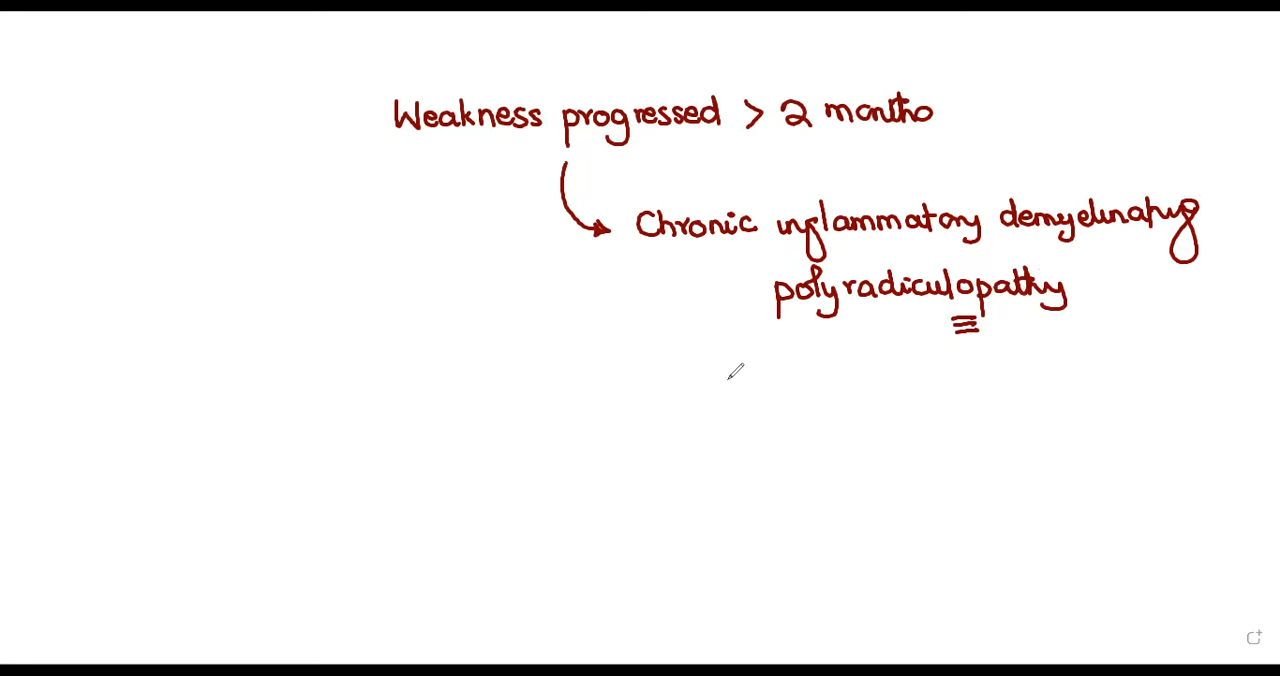 Weakness progressed > 2 months
Chronic inflammatory demyelinating
polyradiculopathy